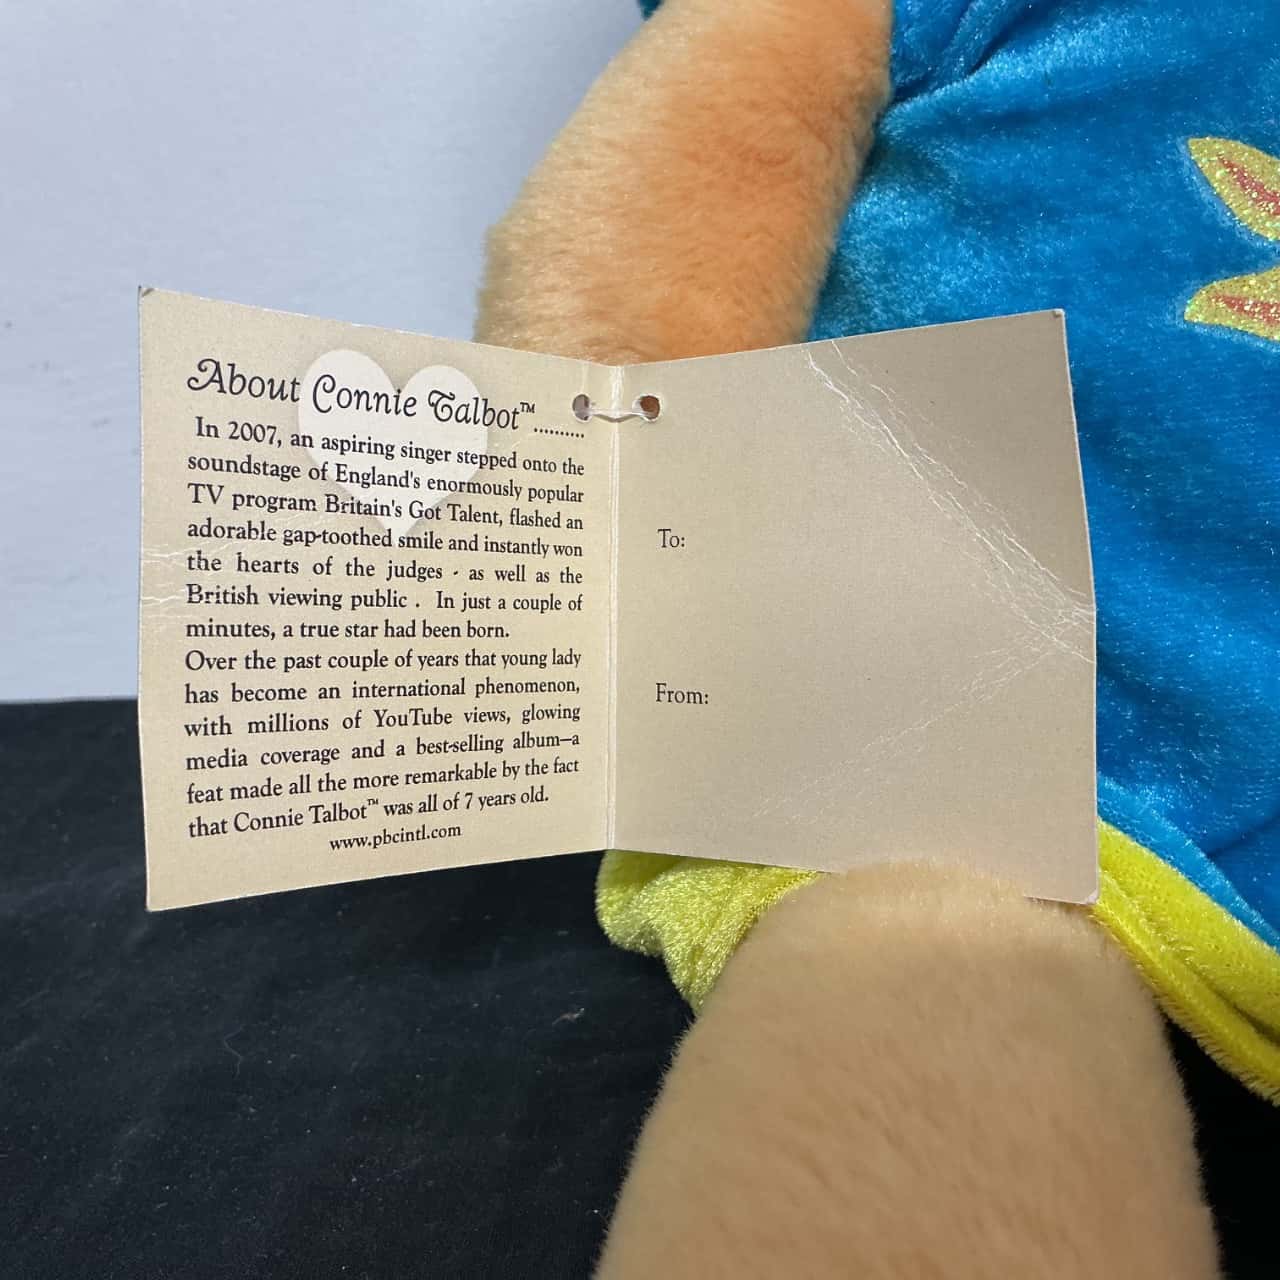 About Connie Talbot™..........
In 2007, an aspiring singer stepped onto the
soundstage of England's enormously popular
TV program Britain's Got Talent, flashed an
adorable gap-toothed smile and instantly won
the hearts of the judges - as well as the
British viewing public . In just a couple of
minutes, a true star had been born.
Over the past couple of years that young lady
has become an international phenomenon,
with millions of YouTube views, glowing
media coverage and a best-selling album—a
feat made all the more remarkable by the fact
that Connie Talbot™ was all of 7 years old.
www.pbcintl.com
To:
From: